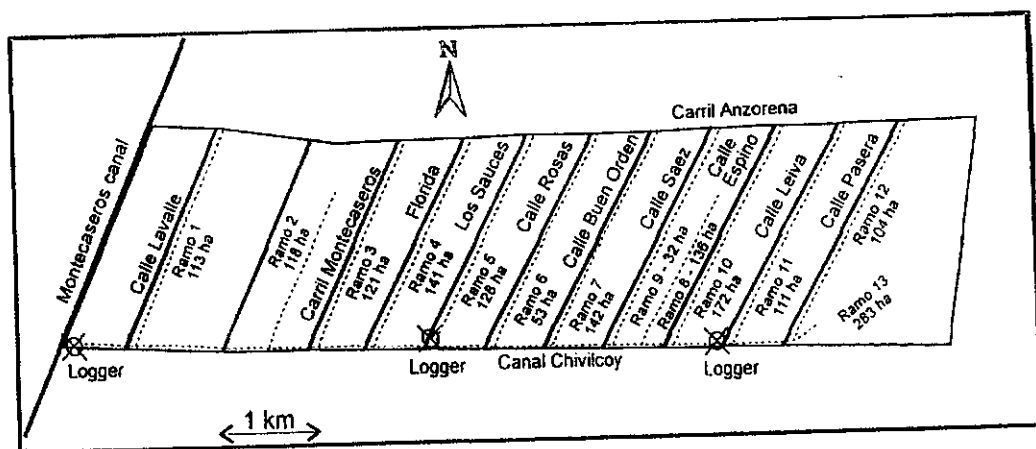 N
Carril Anzorena
Montecaseros canal
Calle Lavalle
Ramo 1
113 ha
Ramo 2
118 ha
Carril Montecaseros
Ramo 3
121 ha
Florida
Ramo 4
141 ha
Los Sauces
Ramo 5
128 ha
Calle Rosas
Ramo 6
53 ha
Calle Buen Orden
Ramo 7
142 ha
Calle Saez
Ramo 9 - 32 ha
Ramo 8 - 136 ha
Calle
Espino
Ramo 10
172 ha
Calle Leiva
Ramo 11
111 ha
Calle Pasera
Ramo 12
104 ha
Ramo 13
283 ha
Logger
Logger
Canal Chivilcoy
Logger
1 km